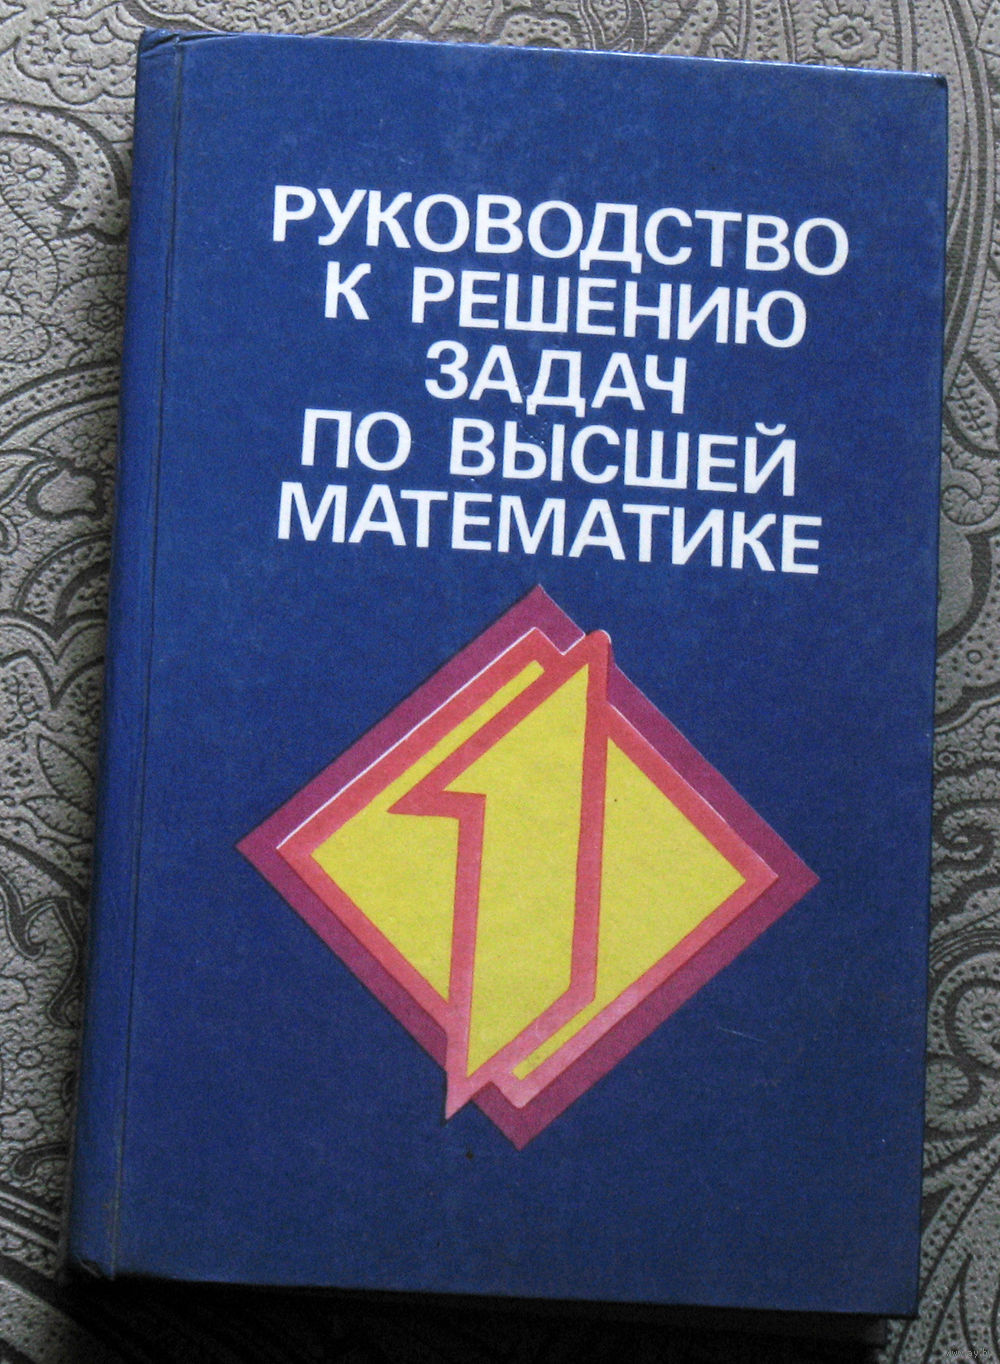 РУКОВОДСТВО
К РЕШЕНИЮ
ЗАДАЧ
ПО ВЫСШЕЙ
МАТЕМАТИКЕ
1